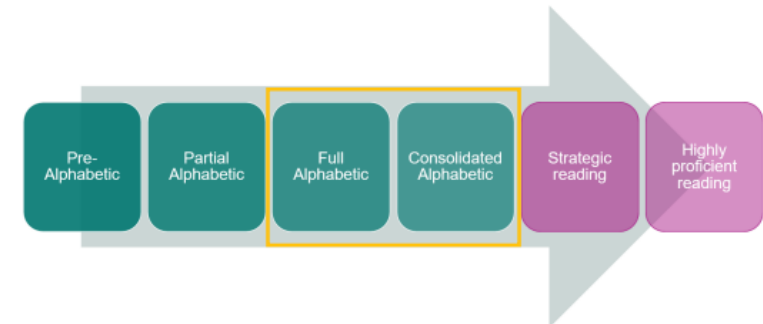 Pre-
Alphabetic
Partial
Alphabetic
Full
Alphabetic
Consolidated
Alphabetic
Strategic
reading
Highly
proficient
reading